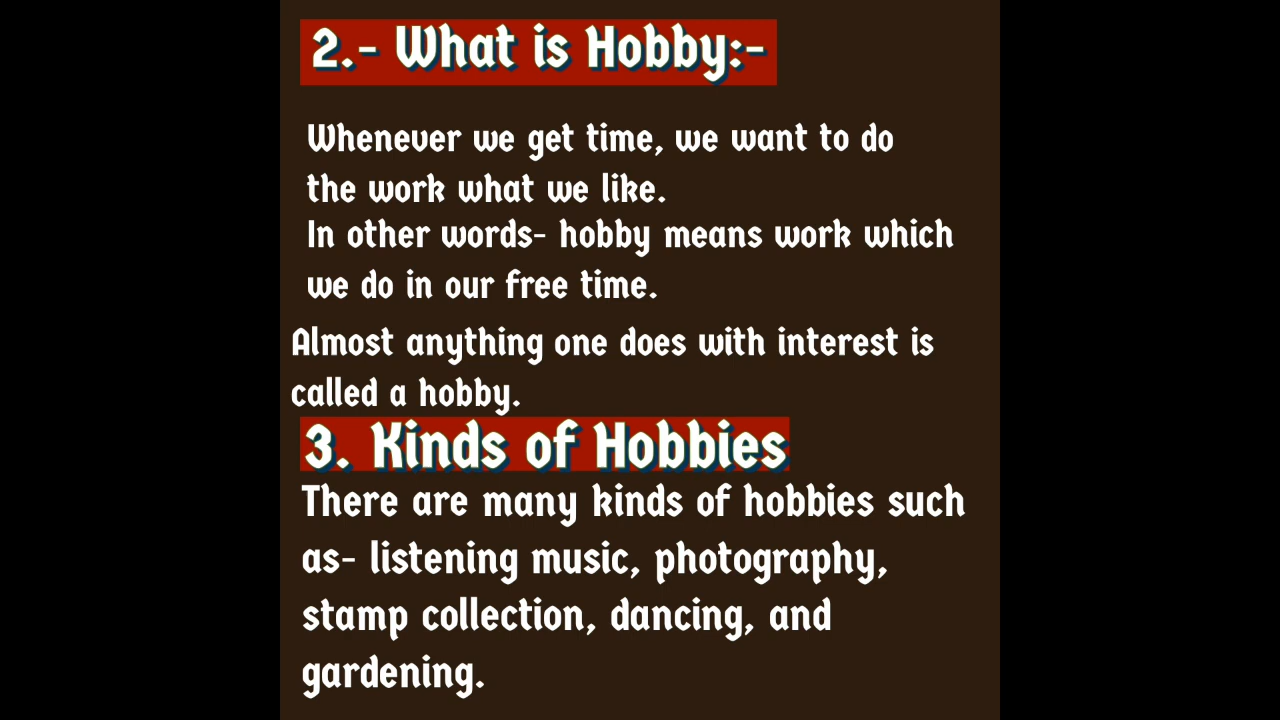 2.- What is Hobby:-
Whenever we get time, we want to do
the work what we like.
In other words- hobby means work which
we do in our free time.
Almost anything one does with interest is
called a hobby.
3. Kinds of Hobbies
There are many kinds of hobbies such
as- listening music, photography,
stamp collection, dancing, and
gardening.